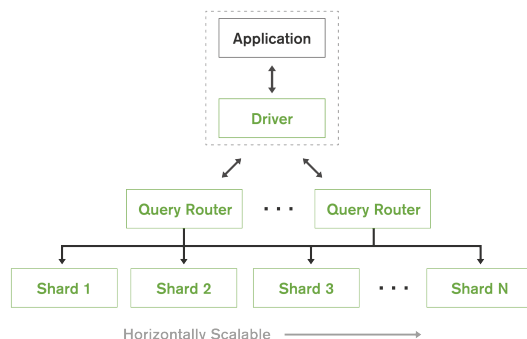 Application
Driver
Query Router
. . .
Query Router
Shard 1
Shard 2
Shard 3
. . .
Shard N
Horizontally Scalable